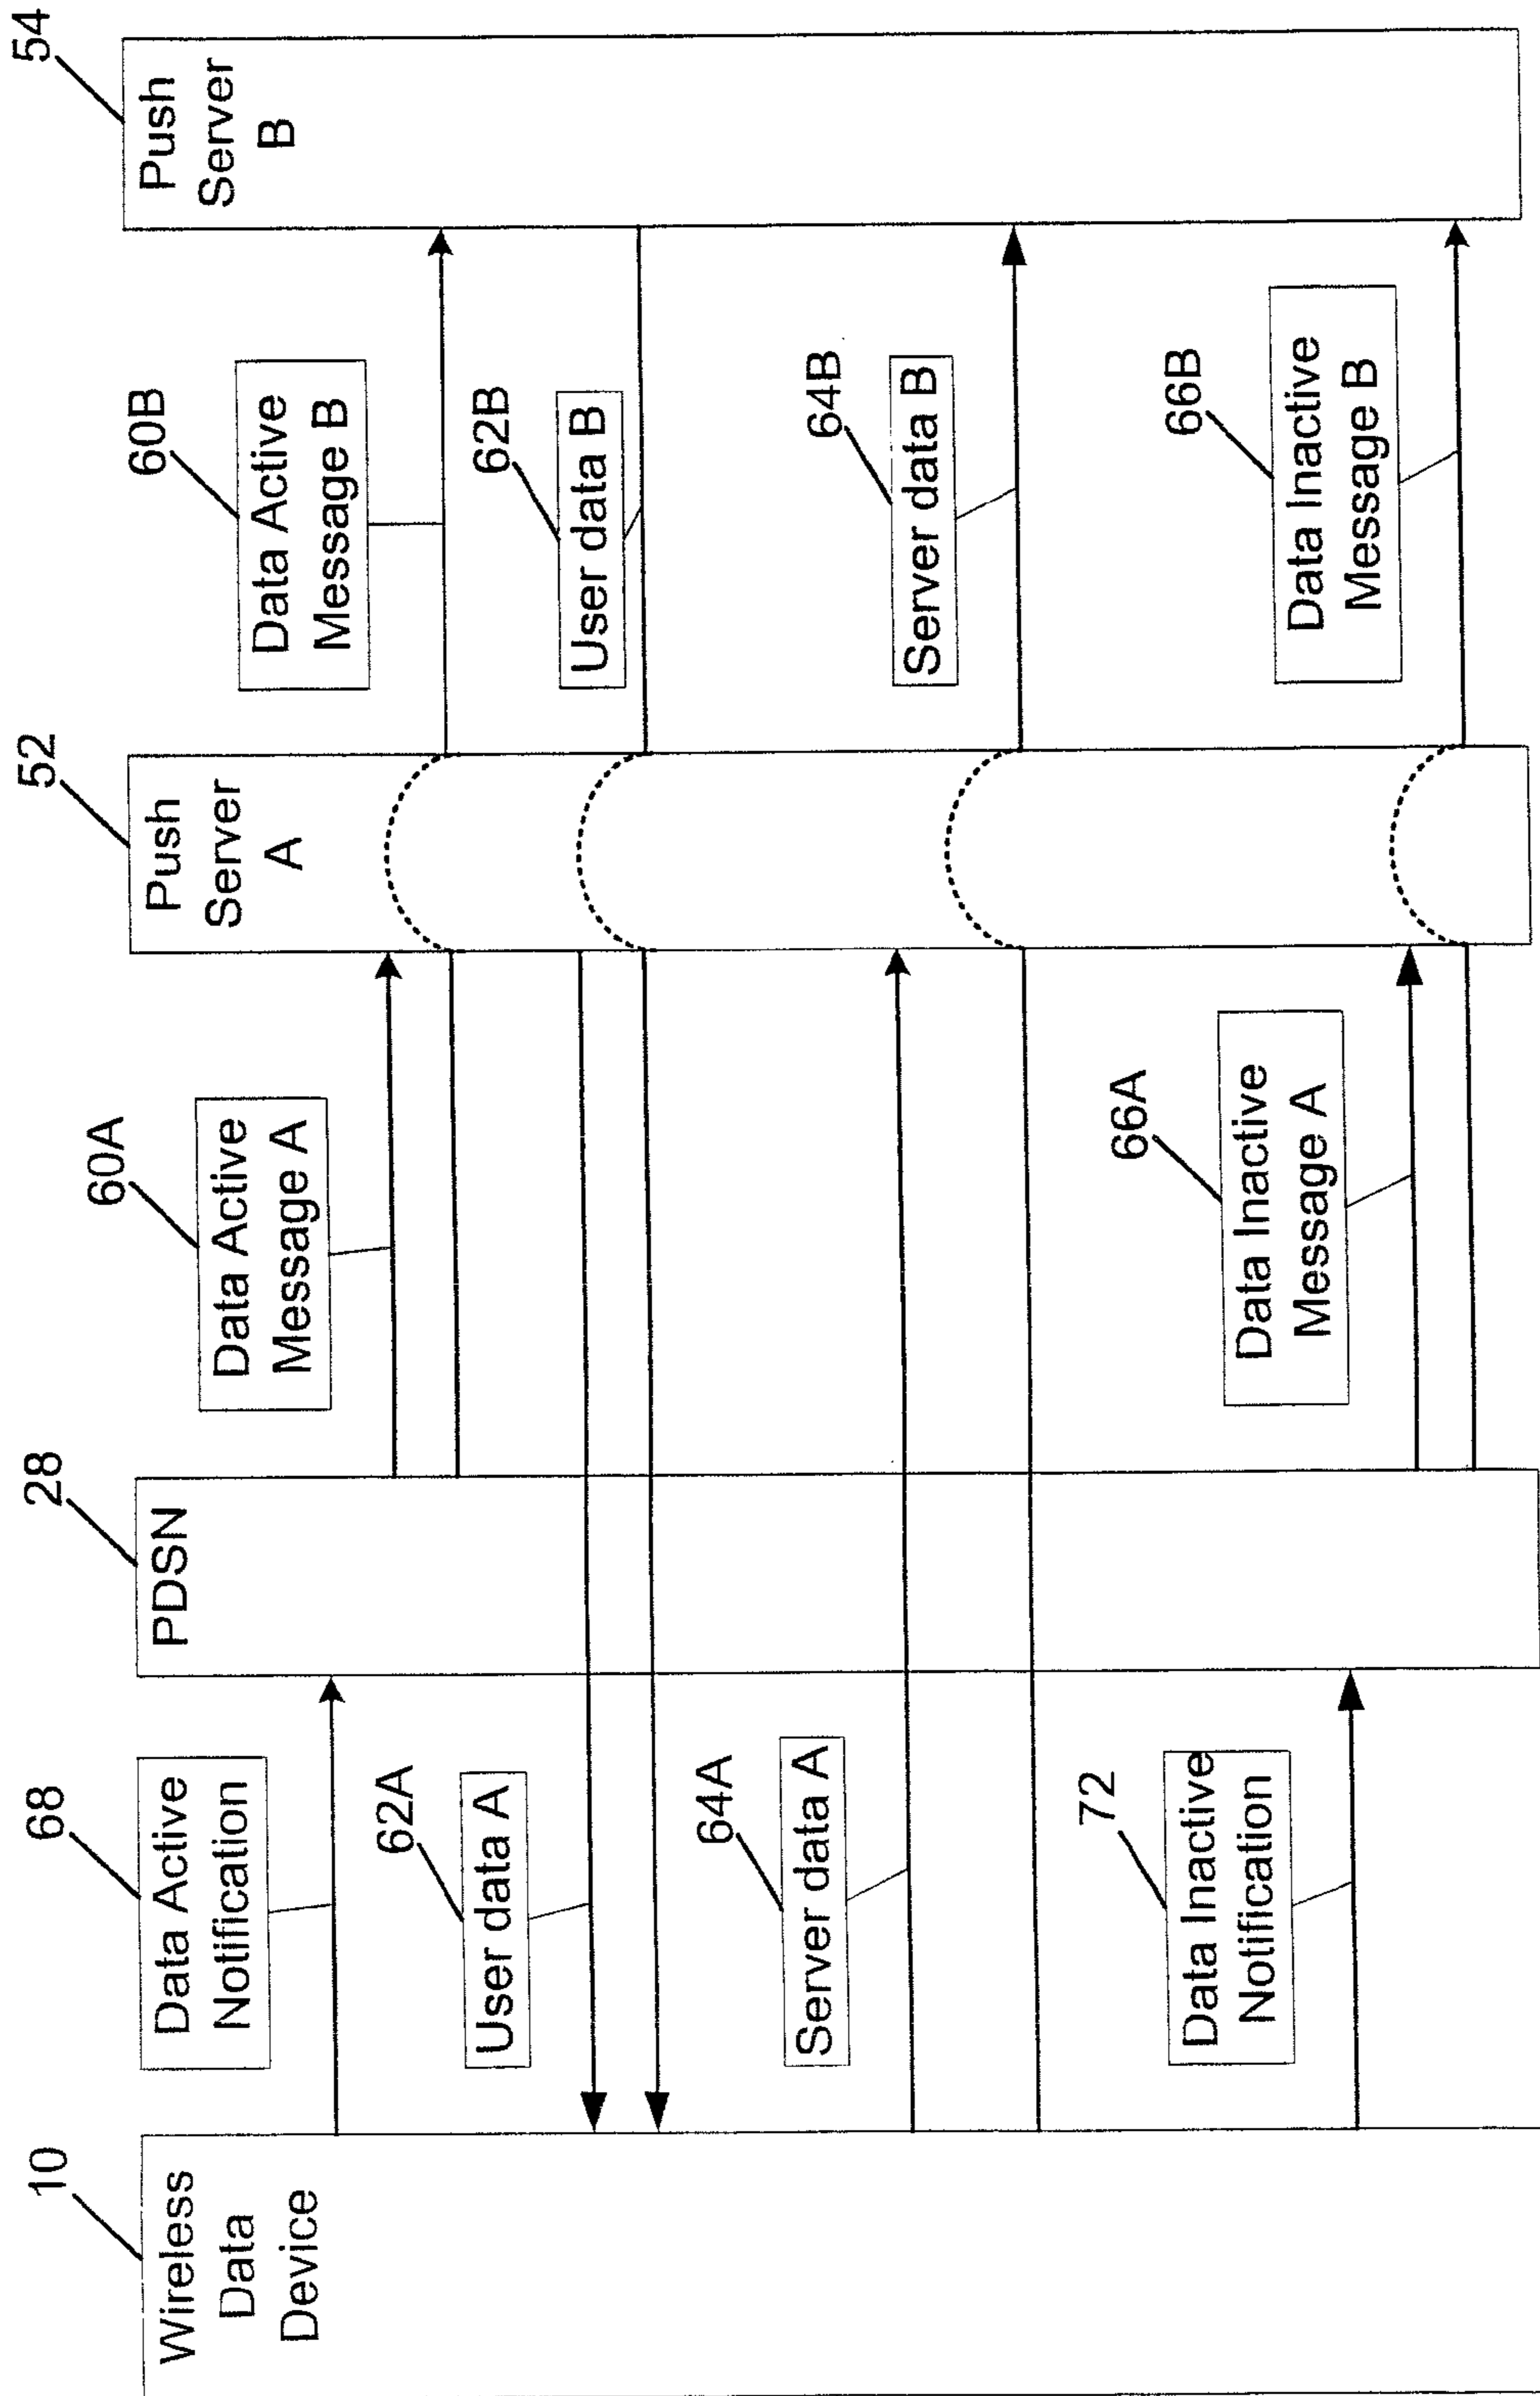 10
Wireless
Data
Device
28
PDSN
52
Push
Server
A
54
Push
Server
B
68
Data Active
Notification
60A
Data Active
Message A
60B
Data Active
Message B
62A
User data A
62B
User data B
64A
Server data A
64B
Server data B
72
Data Inactive
Notification
66A
Data Inactive
Message A
66B
Data Inactive
Message B